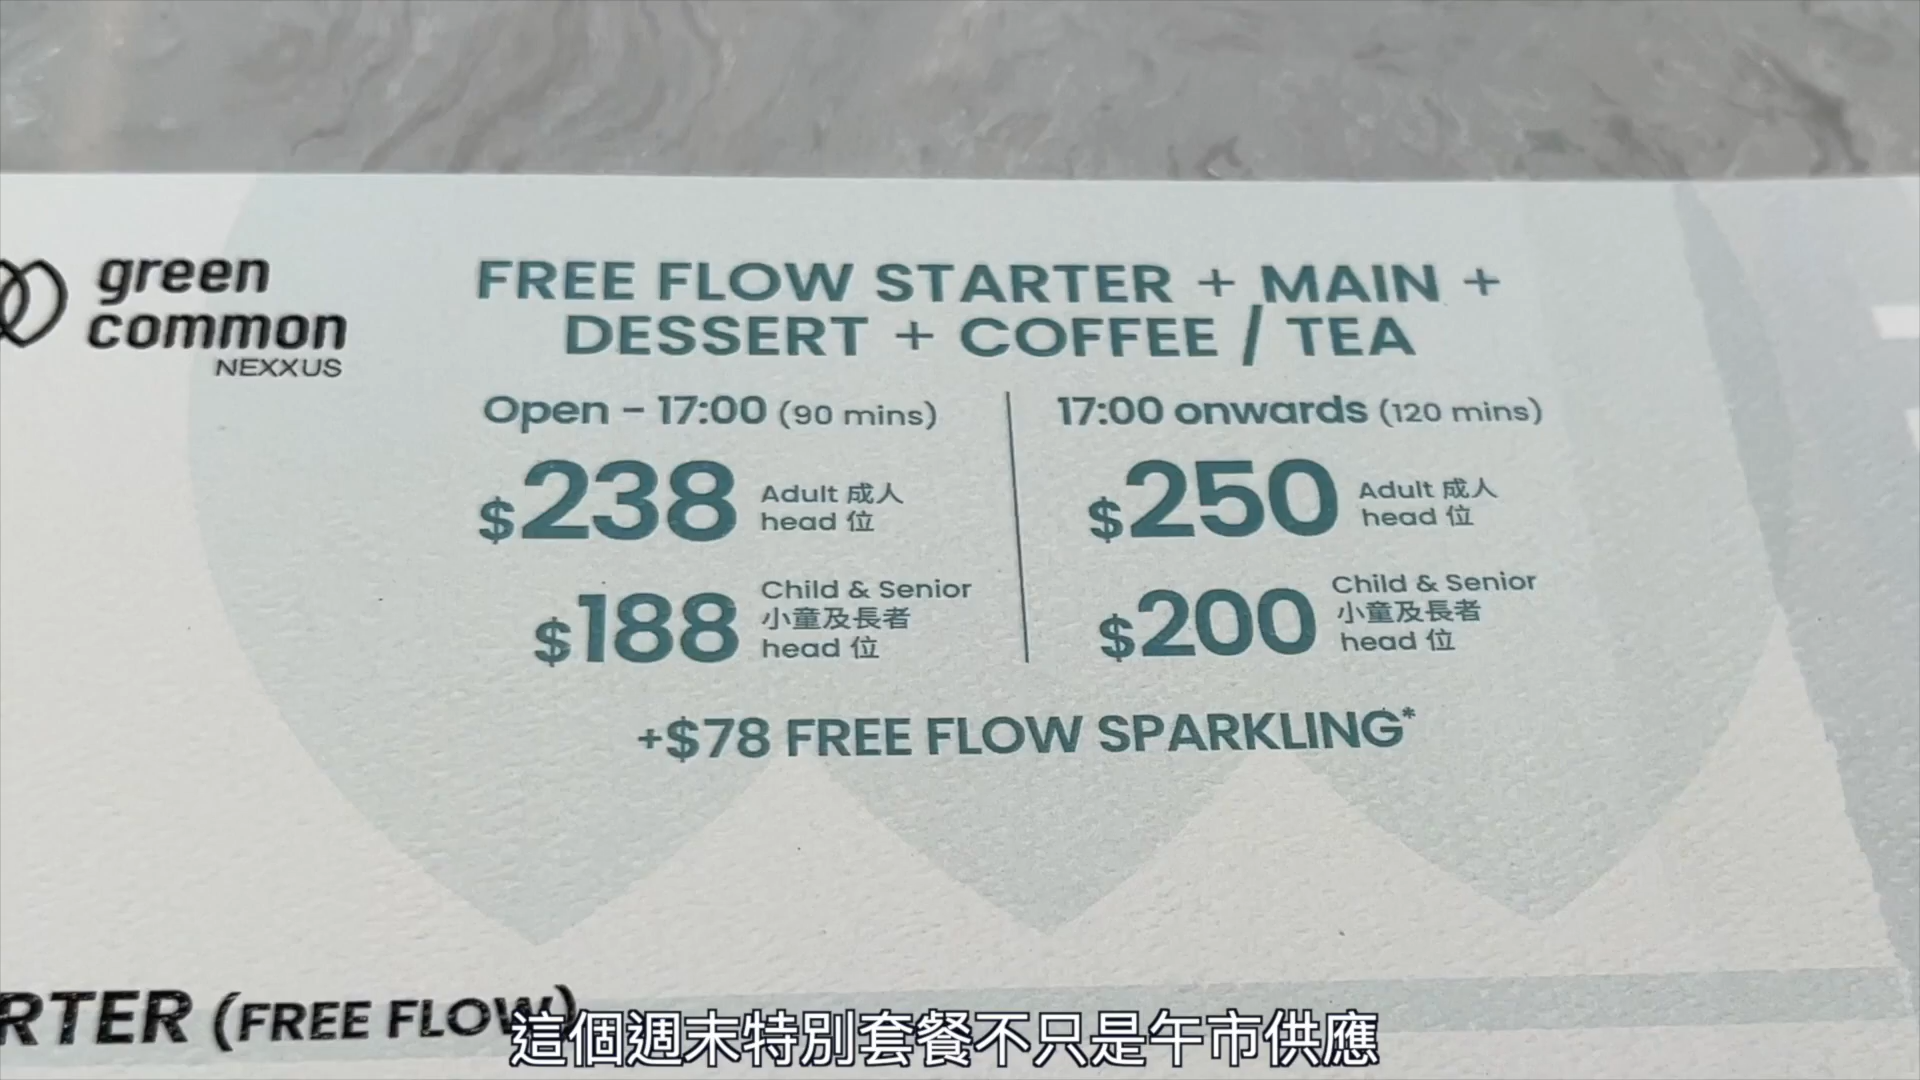 green
common
NEXXUS
FREE FLOW STARTER + MAIN +
DESSERT + COFFEE / TEA
Open - 17:00 (90 mins)
$238 Adult 成人
head 位
$188 Child & Senior
小童及長者
head 位
17:00 onwards (120 mins)
$250 Adult 成人
head 位
$200 Child & Senior
小童及長者
head 位
+$78 FREE FLOW SPARKLING*
RTER (FREE FLOW)
這個週末特別套餐不只是午市供應